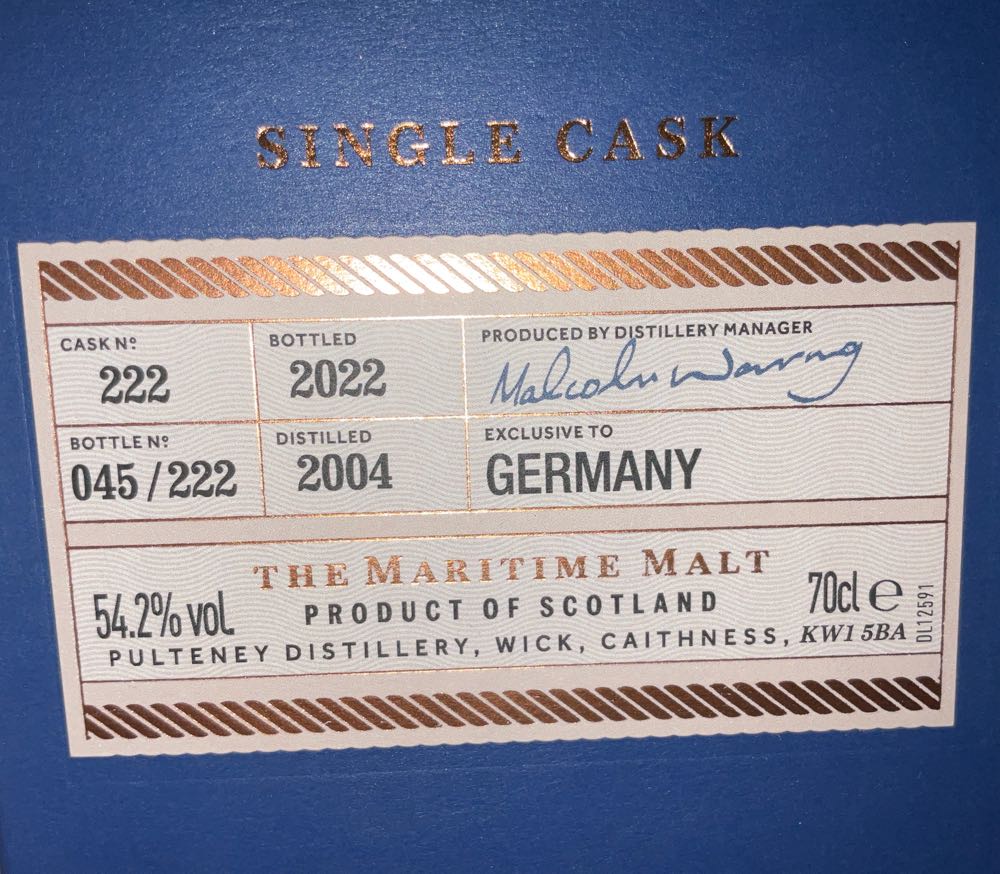 SINGLE CASK
CASK Nº
222
BOTTLED
2022
PRODUCED BY DISTILLERY MANAGER
Malcolm Waring
BOTTLE Nº
045/222
DISTILLED
2004
EXCLUSIVE TO
GERMANY
THE MARITIME MALT
54.2% vol
PRODUCT OF SCOTLAND
70cl e
PULTENEY DISTILLERY, WICK, CAITHNESS, KW1 5BA
DL12591